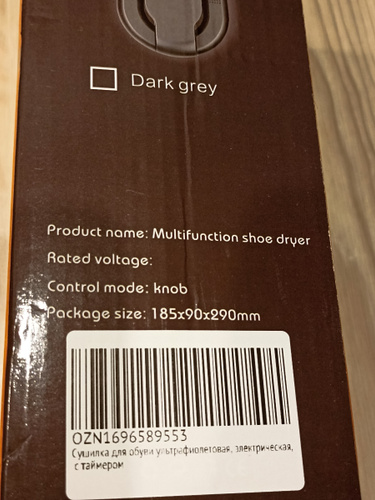 Dark grey
Product name: Multifunction shoe dryer
Rated voltage:
Control mode: knob
Package size: 185x90x290mm
OZN1696589553
Сушилка для обуви ультрафиолетовая, электрическая,
с таймером